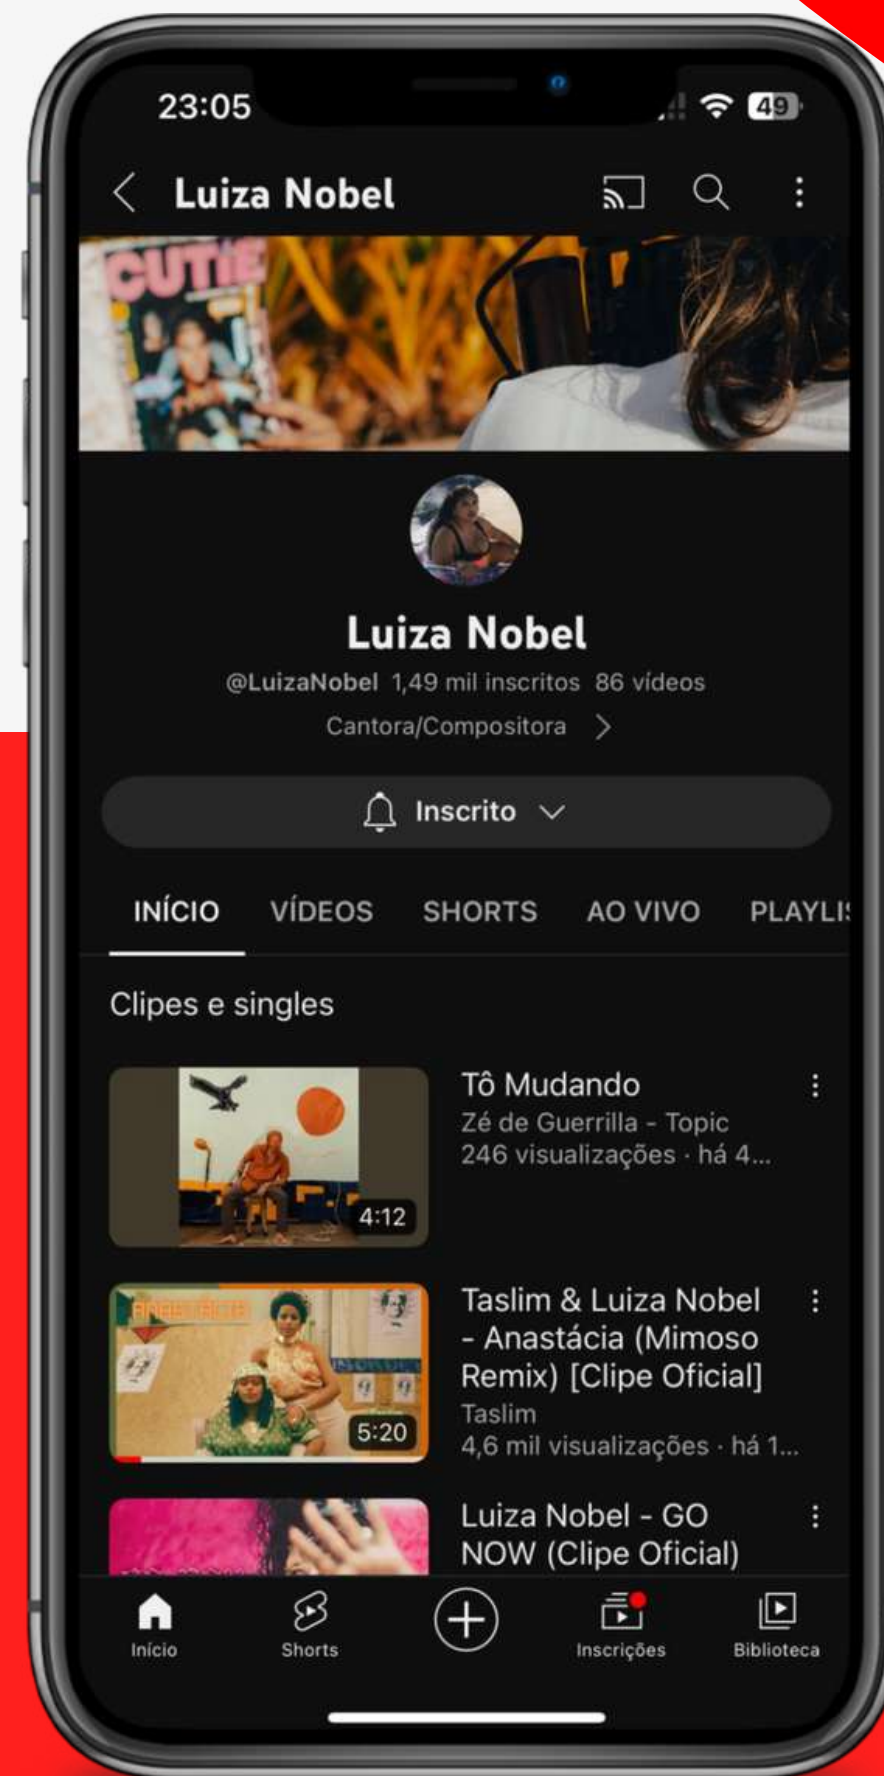 23:05
49
Luiza Nobel
CUTIE
Luiza Nobel
@LuizaNobel 1,49 mil inscritos 86 vídeos
Cantora/Compositora
Inscrito
INÍCIO VÍDEOS SHORTS AO VIVO PLAYLIS
Clipes e singles
Tô Mudando
Zé de Guerrilla - Topic
246 visualizações · há 4...
4:12
Taslim & Luiza Nobel
- Anastácia (Mimoso
Remix) [Clipe Oficial]
Taslim
4,6 mil visualizações · há 1...
5:20
Luiza Nobel - GO
NOW (Clipe Oficial)
Início Shorts Inscrições Biblioteca